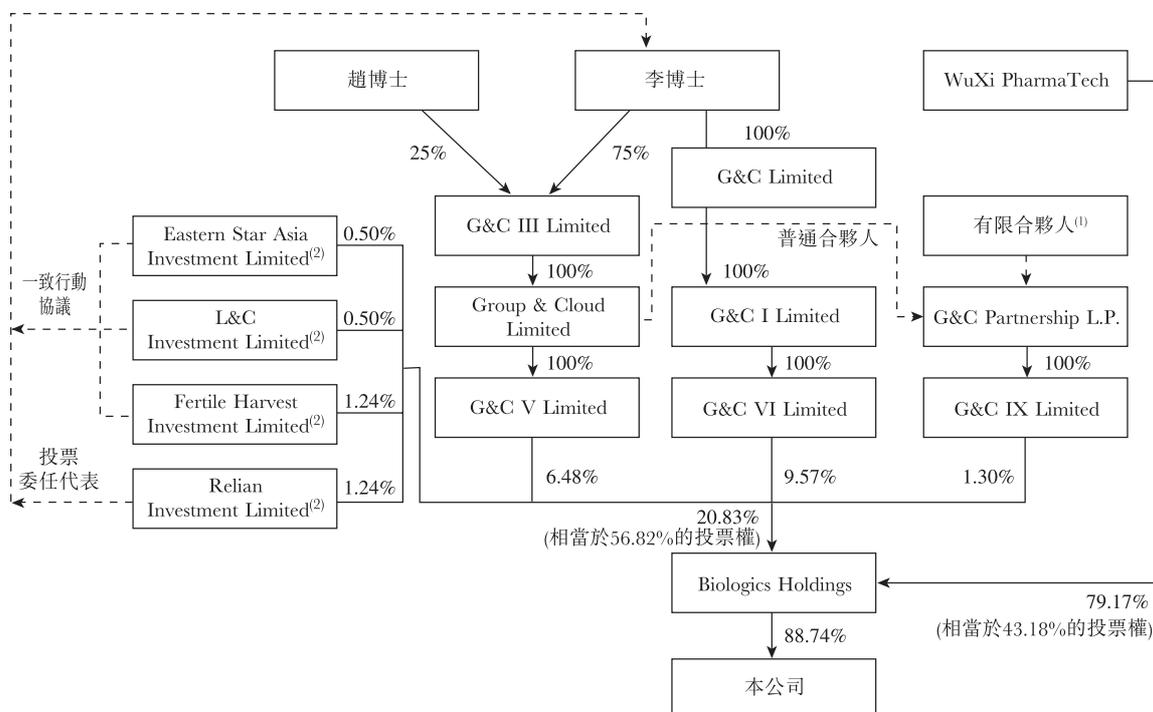 趙博士
李博士
WuXi PharmaTech
25%
75%
100%
G&C Limited
G&C III Limited
有限合夥人(1)
普通合夥人
Eastern Star Asia
Investment Limited(2)
0.50%
一致行動
協議
100%
100%
L&C
Investment Limited(2)
0.50%
Group & Cloud
Limited
G&C I Limited
G&C Partnership L.P.
100%
100%
100%
Fertile Harvest
Investment Limited(2)
1.24%
G&C V Limited
G&C VI Limited
G&C IX Limited
投票
委任代表
Relian
Investment Limited(2)
1.24%
6.48%
9.57%
1.30%
20.83%
(相當於56.82%的投票權)
Biologics Holdings
79.17%
(相當於43.18%的投票權)
88.74%
本公司